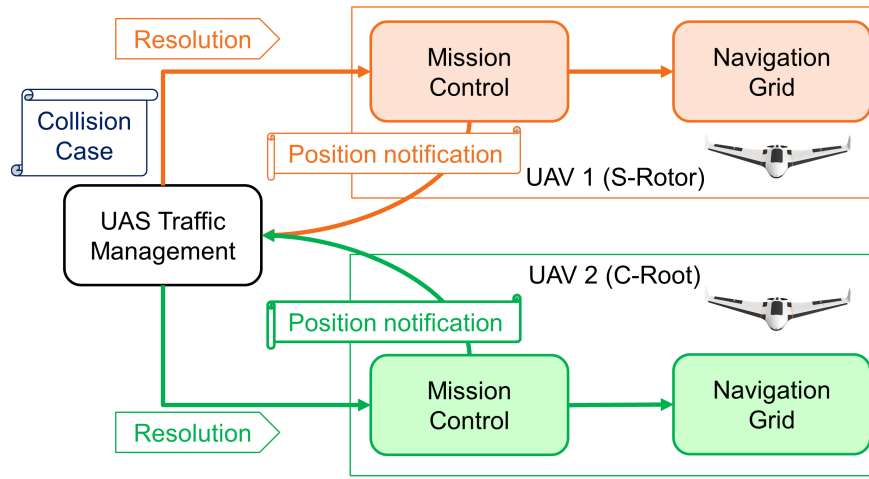 Resolution
Mission
Control
Navigation
Grid
Collision
Case
Position notification
UAV 1 (S-Rotor)
UAS Traffic
Management
UAV 2 (C-Root)
Position notification
Mission
Control
Navigation
Grid
Resolution